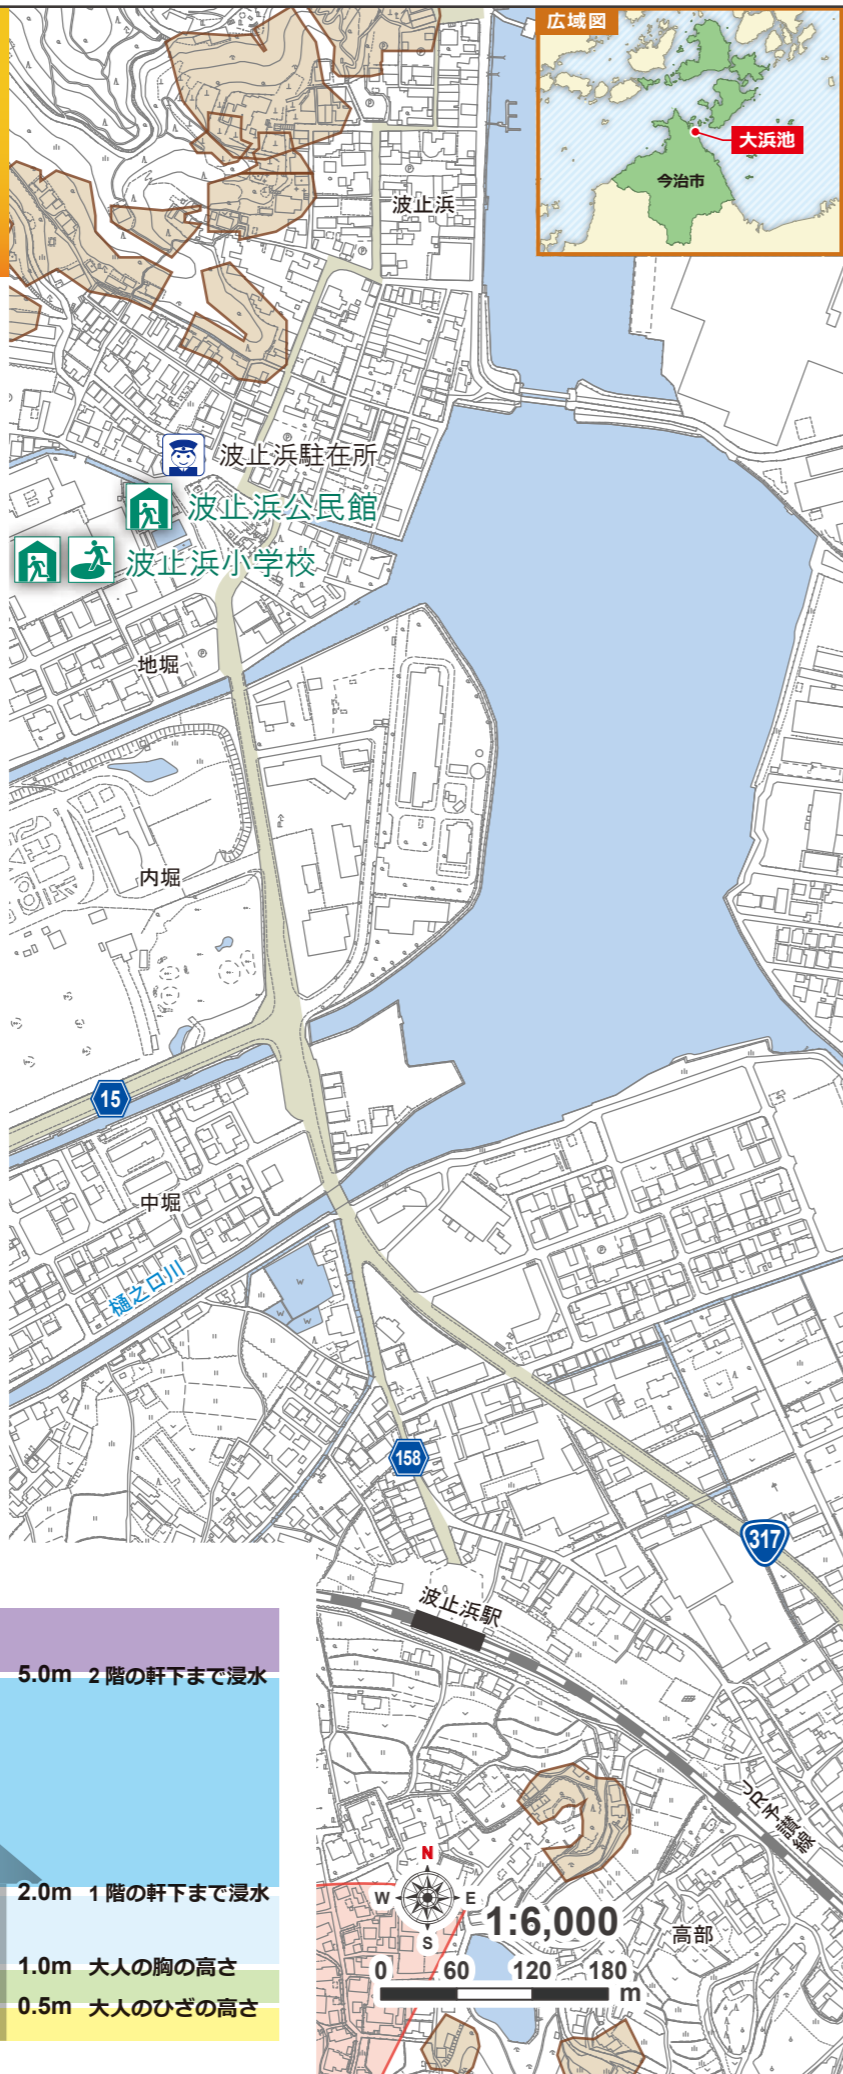 広域図
大浜池
今治市
波止浜
波止浜駐在所
波止浜公民館
波止浜小学校
地堀
内堀
15
中堀
樋之口川
158
317
波止浜駅
5.0m 2階の軒下まで浸水
2.0m 1階の軒下まで浸水
1.0m 大人の胸の高さ
0.5m 大人のひざの高さ
JR予讃線
N
W E
S
1:6,000
高部
0 60 120 180
m